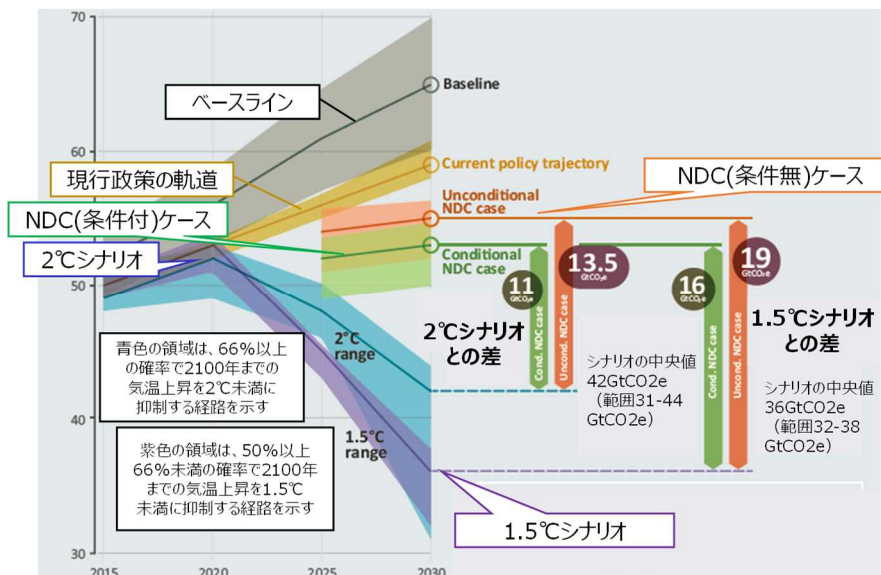 70
60
50
40
30
2015
2020
2025
2030
ベースライン
Baseline
現行政策の軌道
Current policy trajectory
NDC(条件無)ケース
Unconditional
NDC case
NDC(条件付)ケース
Conditional
NDC case
2℃シナリオ
11
GtCO₂e
13.5
GtCO₂e
16
GtCO₂e
19
GtCO₂e
Cond. NDC case
Uncond. NDC case
Cond. NDC case
Uncond. NDC case
2℃シナリオ
との差
1.5℃シナリオ
との差
シナリオの中央値
42GtCO2e
(範囲31-44
GtCO2e)
シナリオの中央値
36GtCO2e
(範囲32-38
GtCO2e)
2°C
range
1.5°C
range
青色の領域は、66%以上
の確率で2100年までの
気温上昇を2℃未満に
抑制する経路を示す
紫色の領域は、50%以上
66%未満の確率で2100年
までの気温上昇を1.5℃
未満に抑制する経路を示す
1.5℃シナリオ